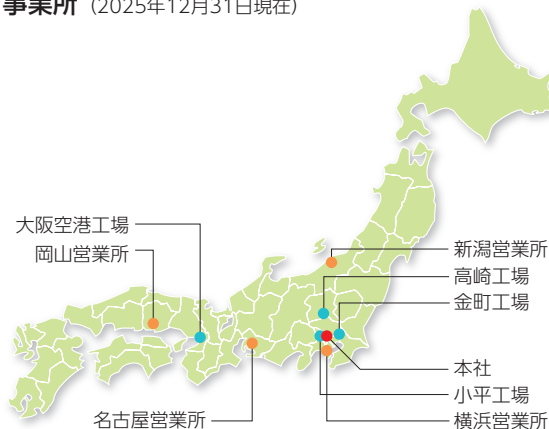 事業所 (2025年12月31日現在)
大阪空港工場
岡山営業所
新潟営業所
高崎工場
金町工場
本社
小平工場
名古屋営業所
横浜営業所